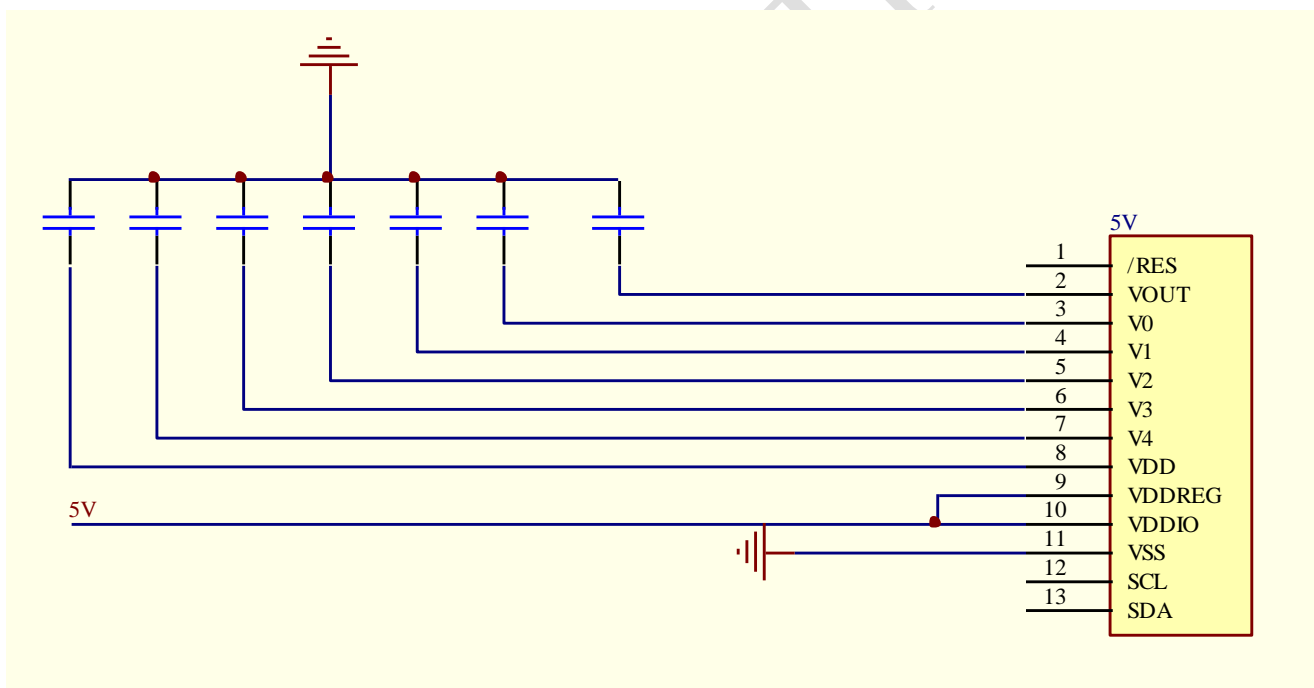 5V
1 /RES
2 VOUT
3 V0
4 V1
5 V2
6 V3
7 V4
8 VDD
9 VDDREG
5V 10 VDDIO
11 VSS
12 SCL
13 SDA